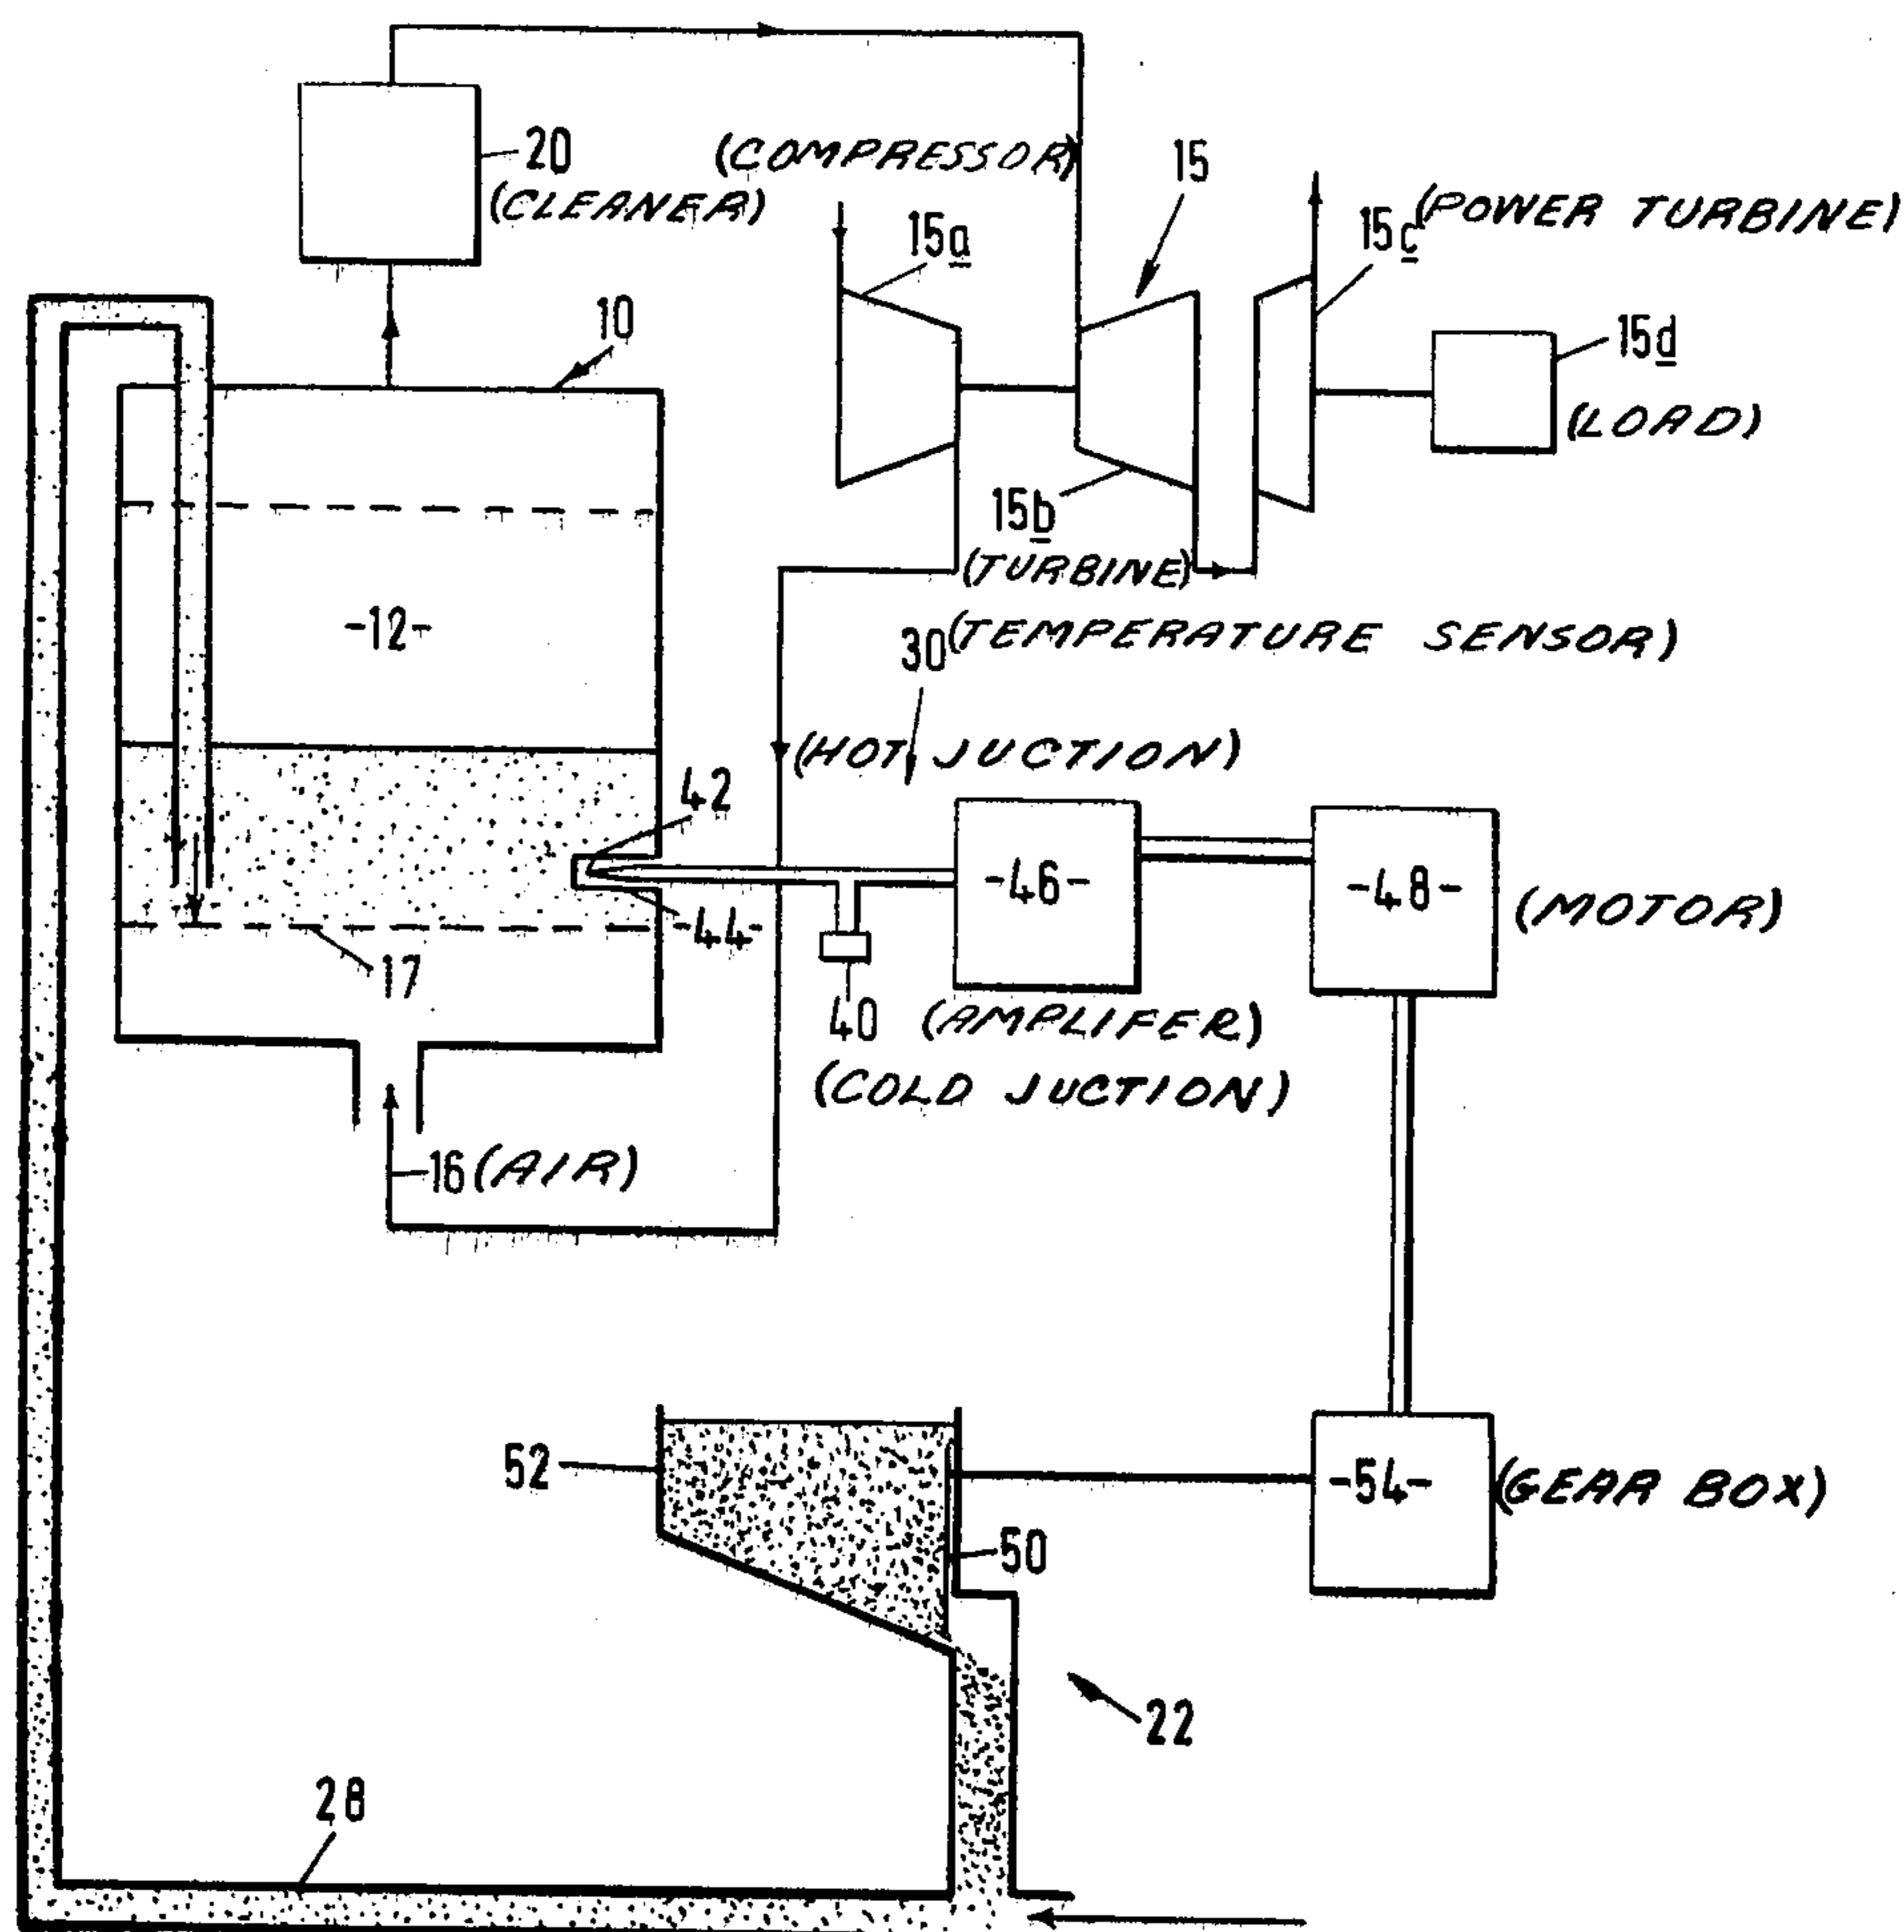 20
(CLEANER)
(COMPRESSOR)
15
15a
15c
(POWER TURBINE)
10
15d
(LOAD)
15b
(TURBINE)
-12-
30
(TEMPERATURE SENSOR)
(HOT JUCTION)
42
-44-
-46-
-48-
(MOTOR)
17
40
(AMPLIFER)
(COLD JUCTION)
16 (AIR)
52
-54-
(GEAR BOX)
50
22
28